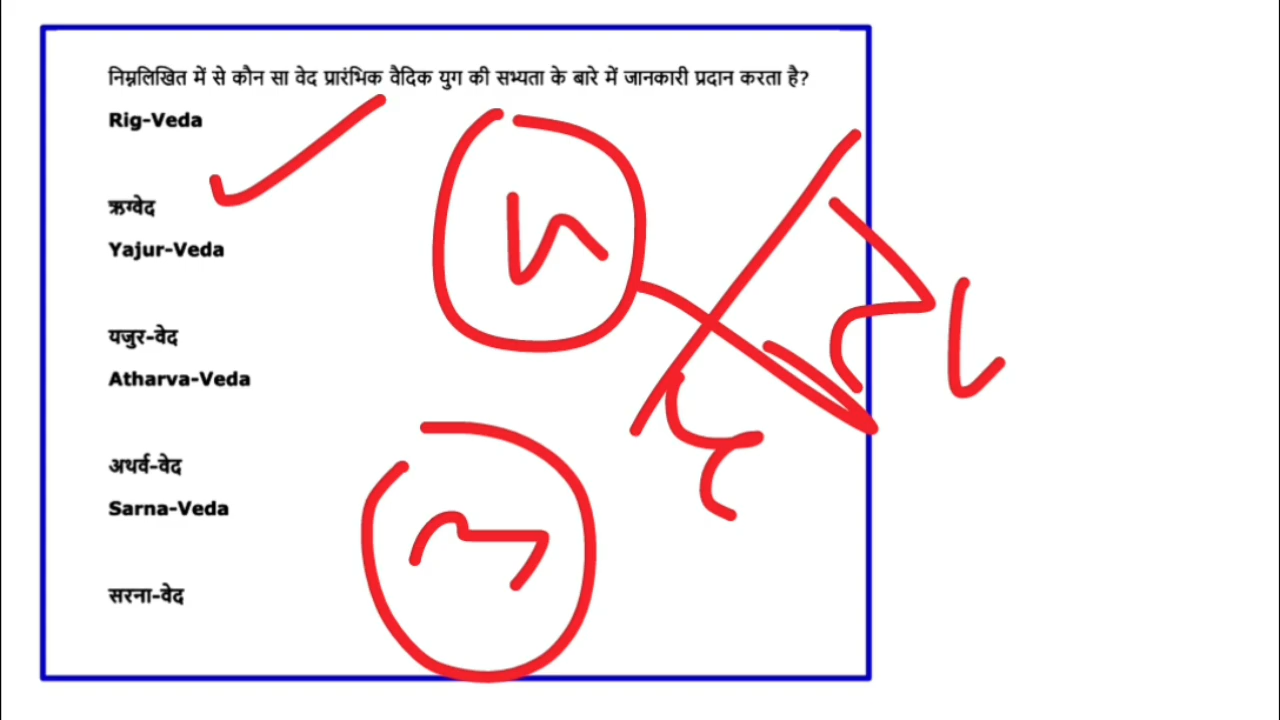 निम्नलिखित में से कौन सा वेद प्रारंभिक वैदिक युग की सभ्यता के बारे में जानकारी प्रदान करता है?
Rig-Veda
ऋग्वेद
Yajur-Veda
यजुर-वेद
Atharva-Veda
अथर्व-वेद
Sarna-Veda
सरना-वेद